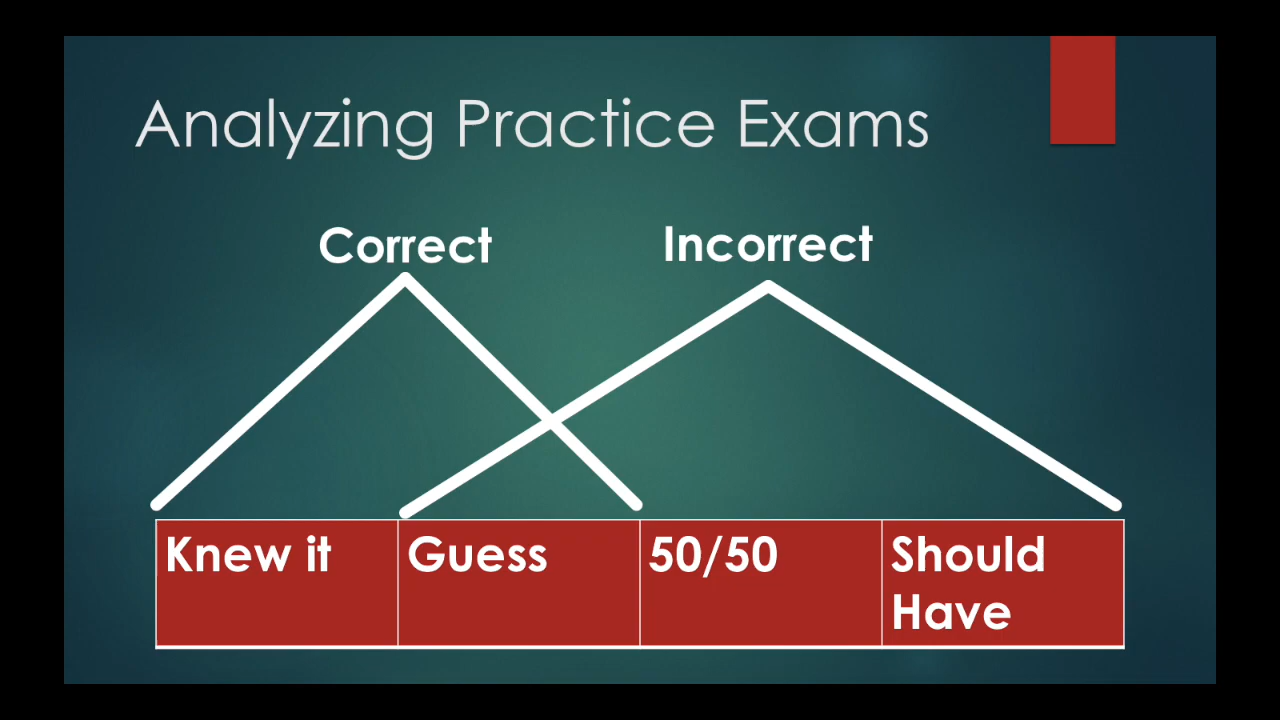 Analyzing Practice Exams
Correct
Incorrect
Knew it
Guess
50/50
Should
Have